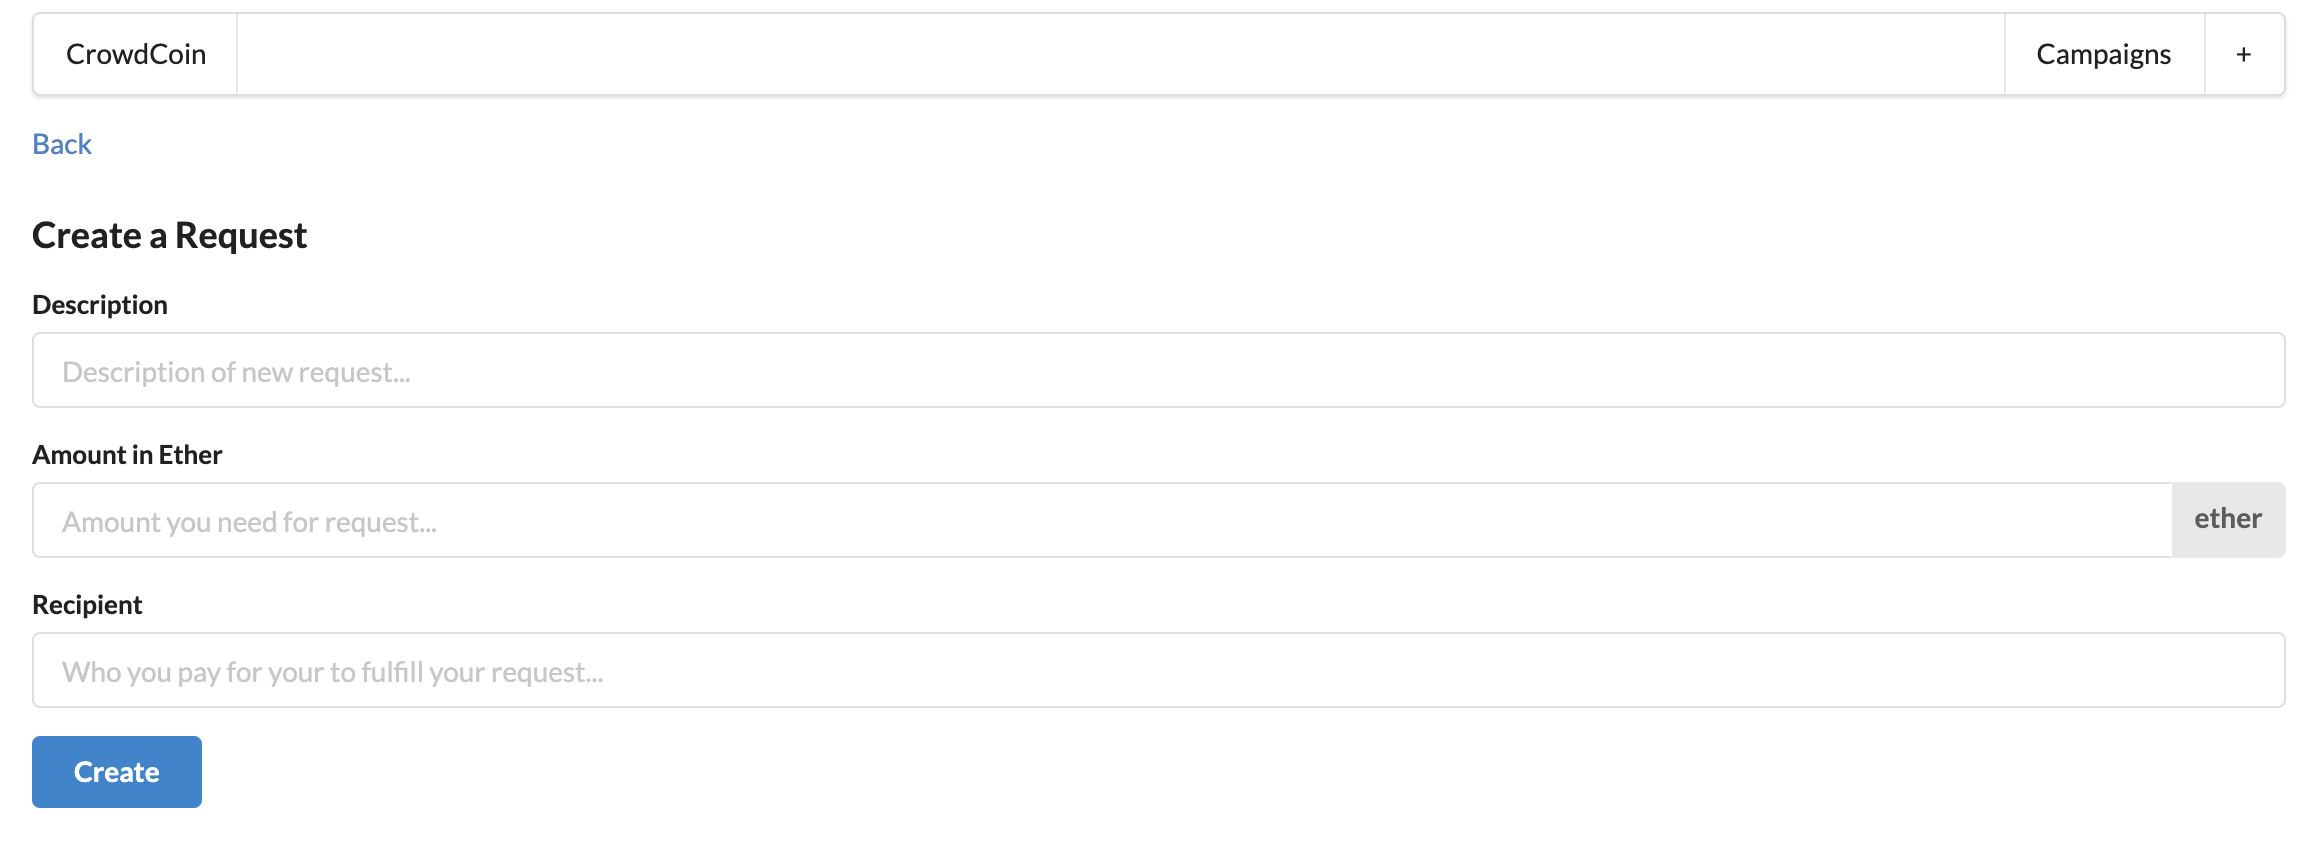 CrowdCoin Campaigns +
Back
Create a Request
Description
Description of new request...
Amount in Ether
Amount you need for request... ether
Recipient
Who you pay for your to fulfill your request...
Create